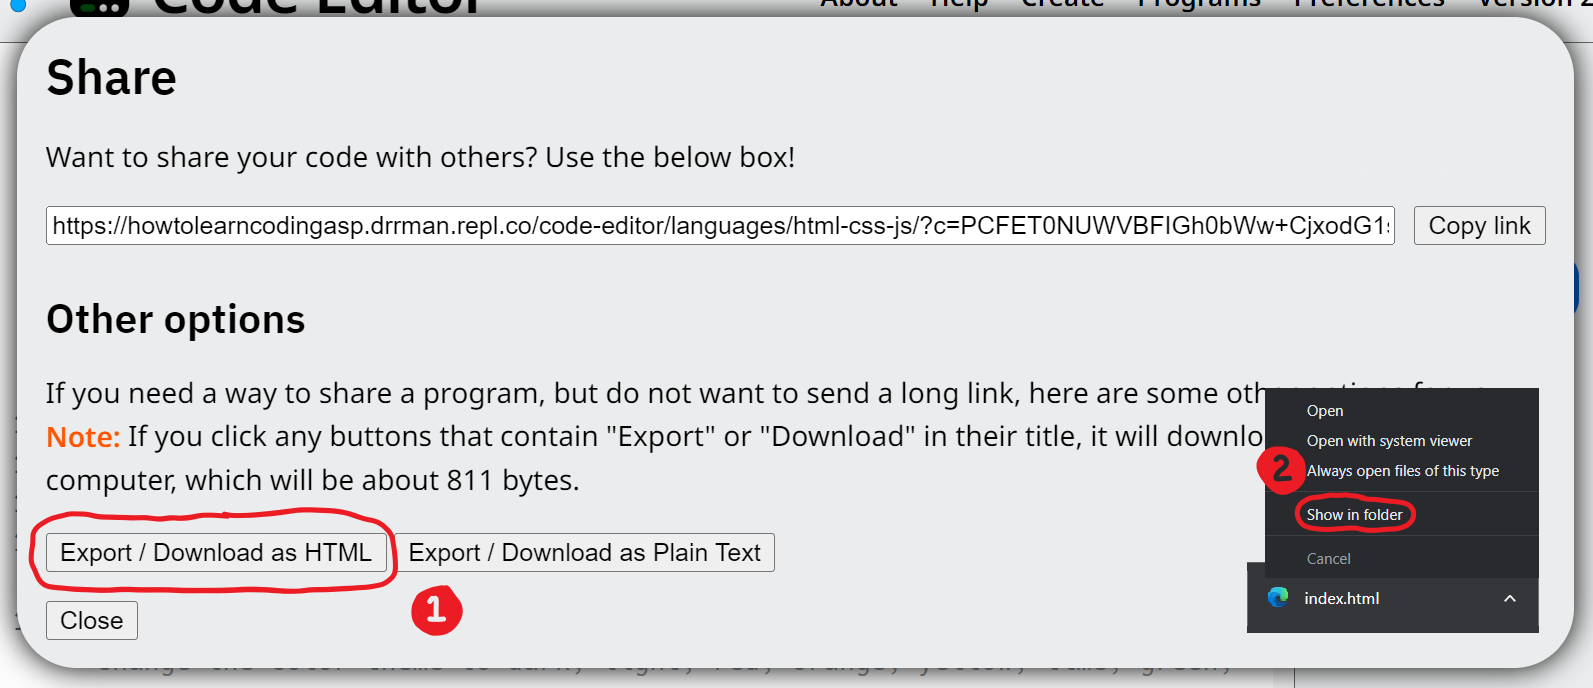 Code Editor
About Help Create Programs Preferences Version
Share
Want to share your code with others? Use the below box!
https://howtolearncodingasp.drrman.repl.co/code-editor/languages/html-css-js/?c=PCFET0NUWVBFIGh0bWw+CjxodG1s Copy link
Other options
If you need a way to share a program, but do not want to send a long link, here are some
Note: If you click any buttons that contain "Export" or "Download" in their title, it will
computer, which will be about 811 bytes.
Export / Download as HTML Export / Download as Plain Text
1
Close
Open
Open with system viewer
2 Always open files of this type
Show in folder
Cancel
index.html